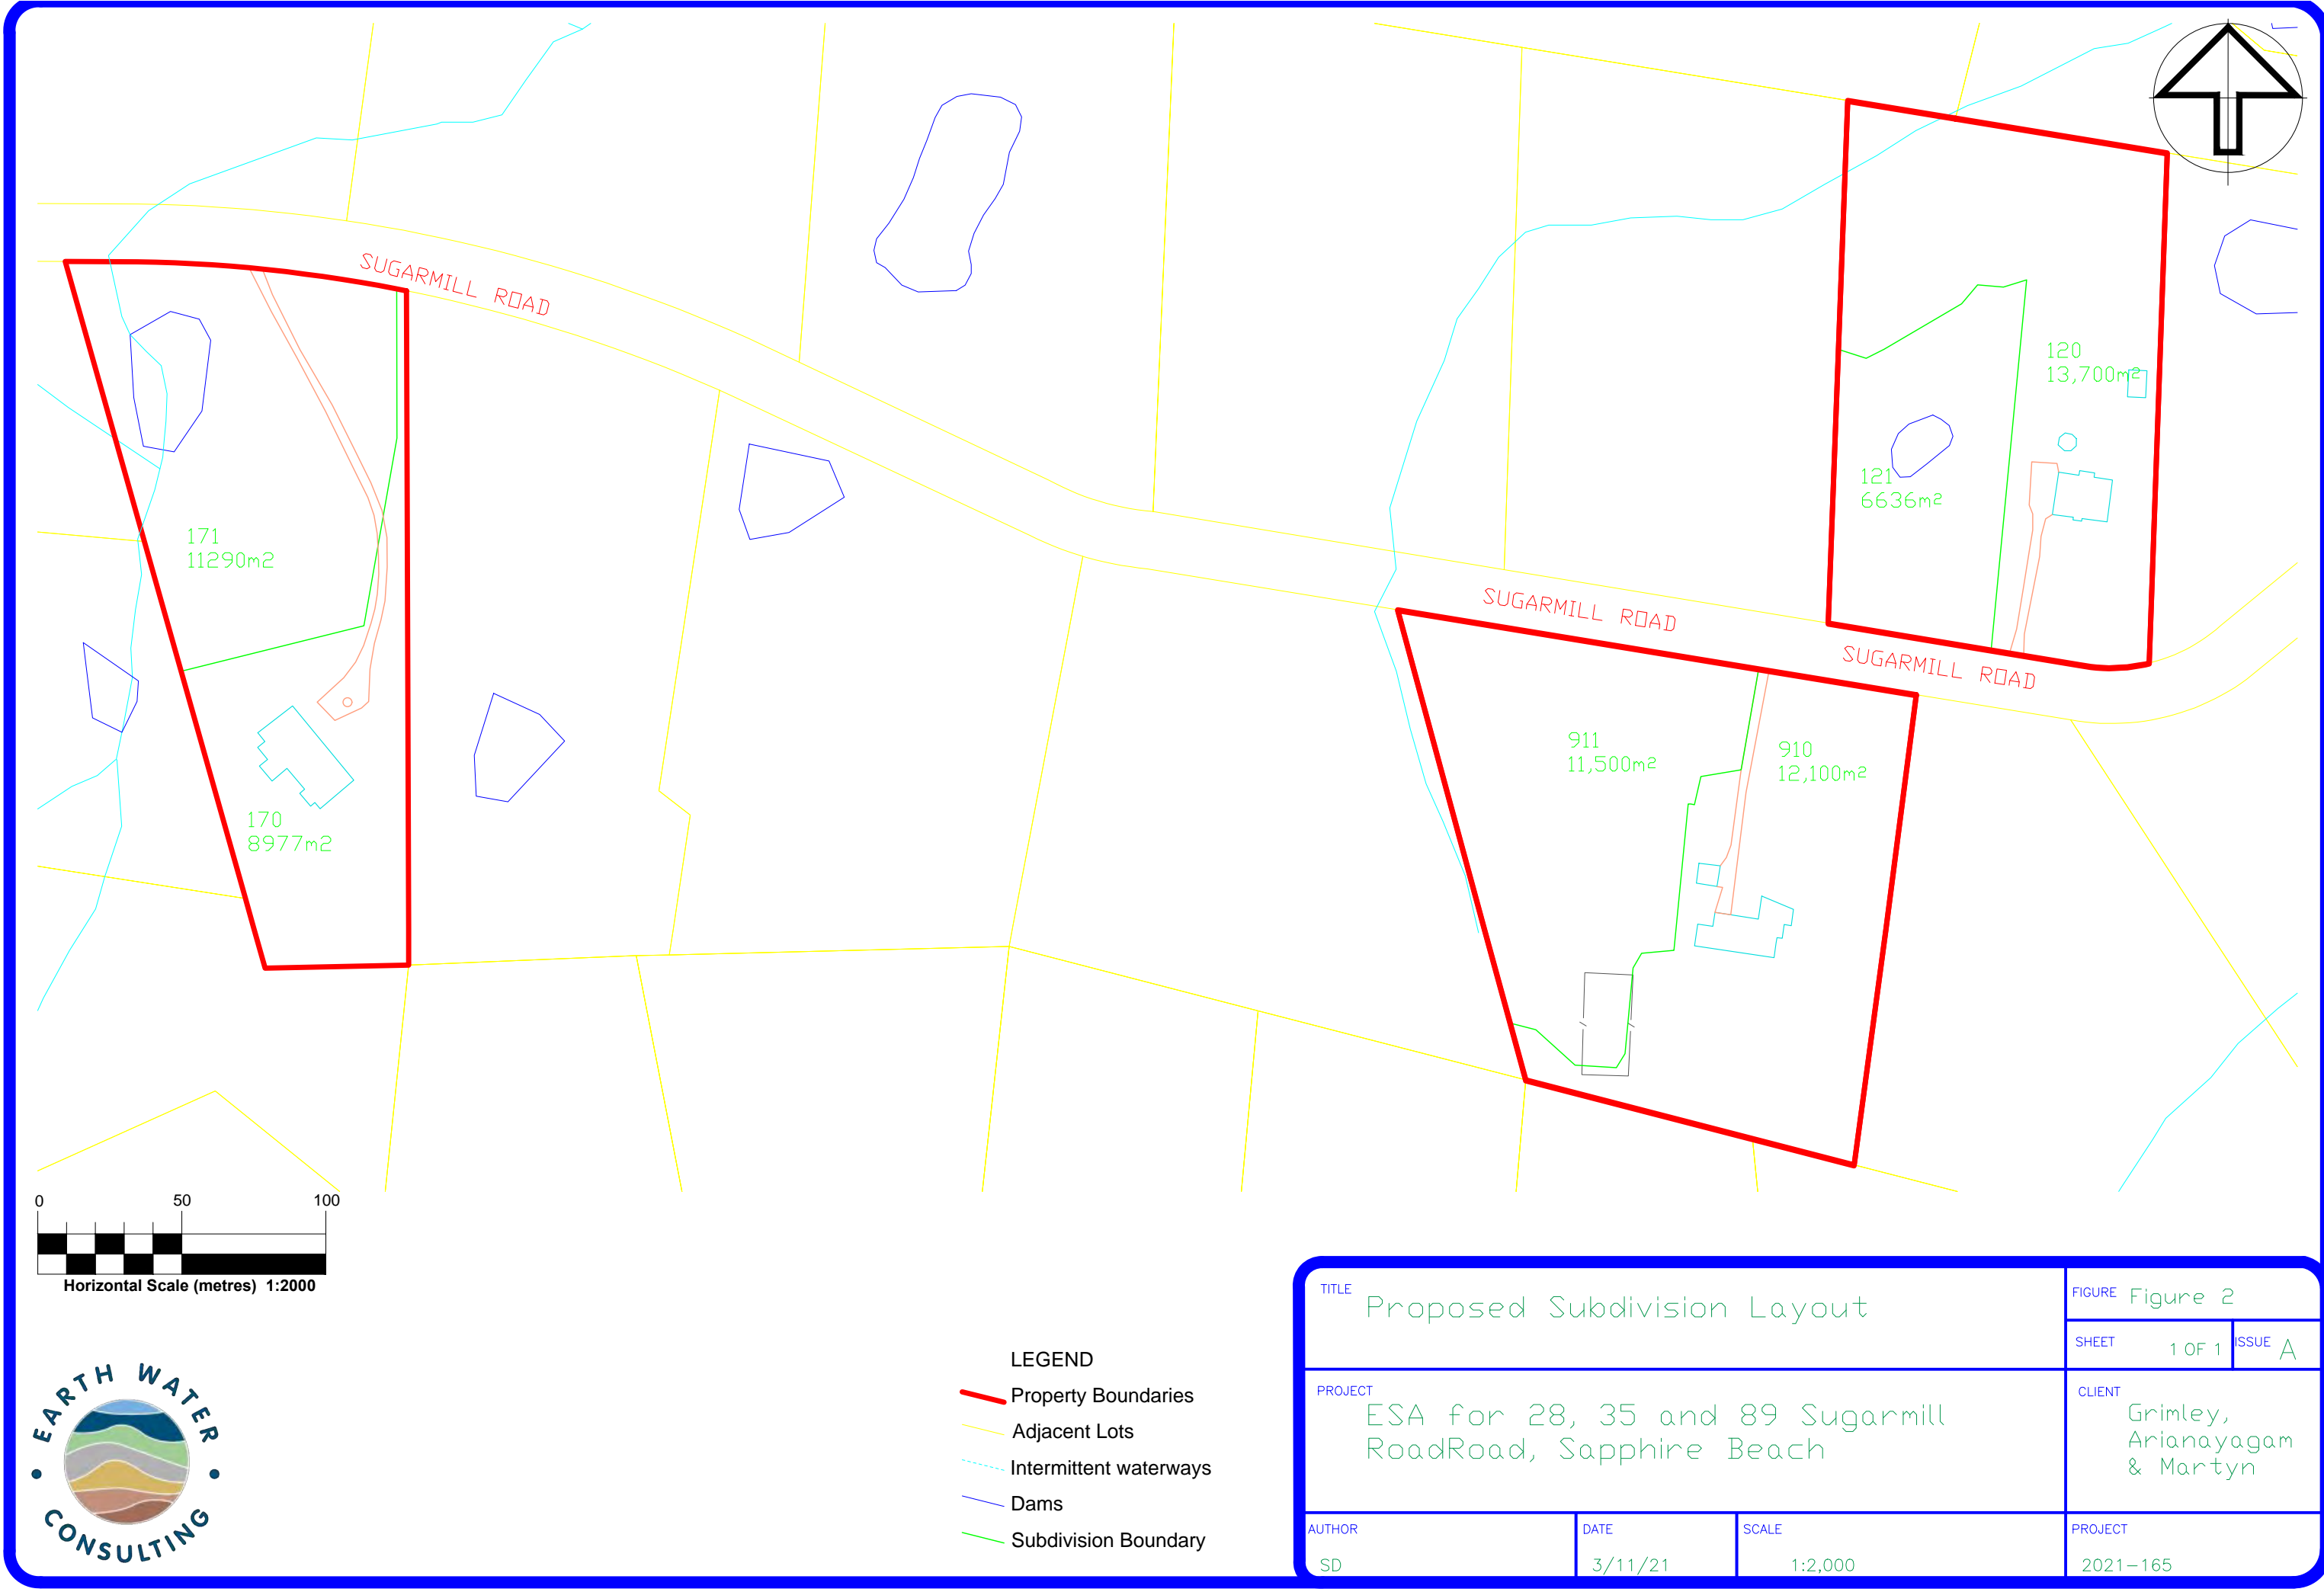 SUGARMILL ROAD
120
13,700m2
121
6636m2
171
11290m2
SUGARMILL ROAD
SUGARMILL ROAD
911
11,500m2
910
12,100m2
170
8977m2
0 50 100
Horizontal Scale (metres) 1:2000
EARTH WATER
CONSULTING
LEGEND
Property Boundaries
Adjacent Lots
Intermittent waterways
Dams
Subdivision Boundary
TITLE
Proposed Subdivision Layout
FIGURE Figure 2
SHEET 1 OF 1 ISSUE A
PROJECT
ESA for 28, 35 and 89 Sugarmill
RoadRoad, Sapphire Beach
CLIENT
Grimley,
Arianayagam
& Martyn
AUTHOR
SD
DATE
3/11/21
SCALE
1:2,000
PROJECT
2021-165